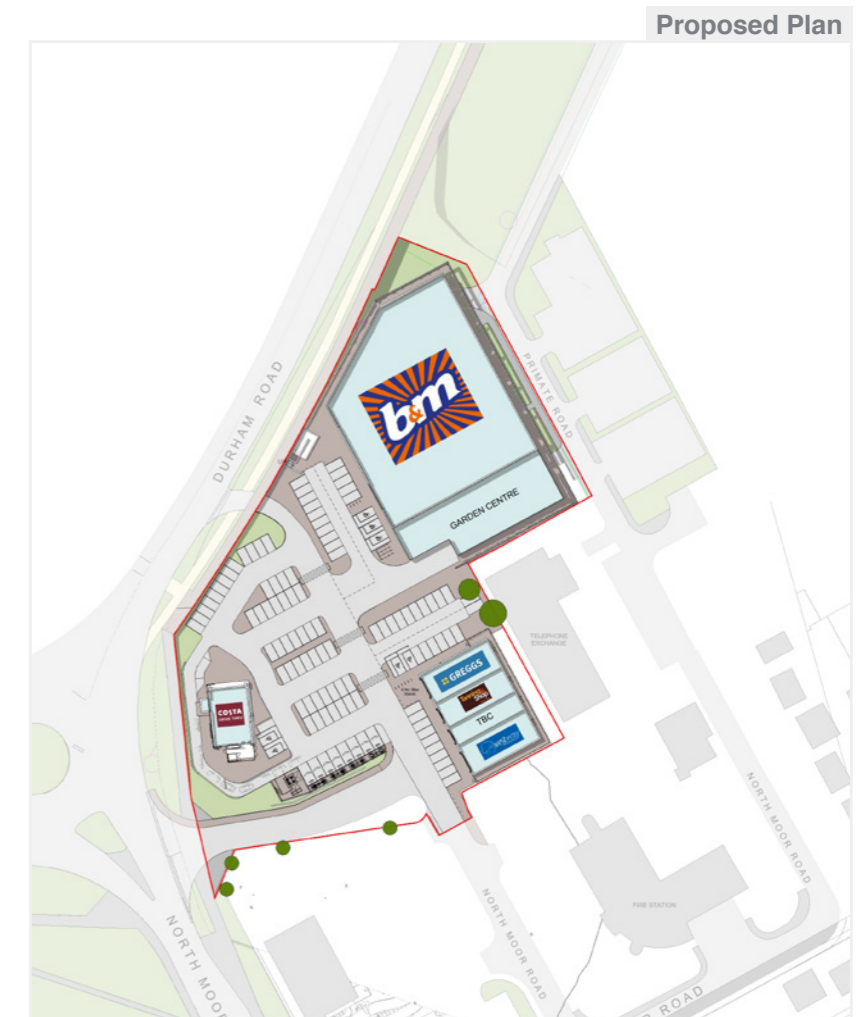 Proposed Plan
DURHAM ROAD
PRIMATE ROAD
b&m
GARDEN CENTRE
TELEPHONE
EXCHANGE
GREGGS
Shop
TBC
COSTA
NORTH MOOR ROAD
FIRE STATION
NORTH MOOR ROAD
NORTH MOOR
R ROAD